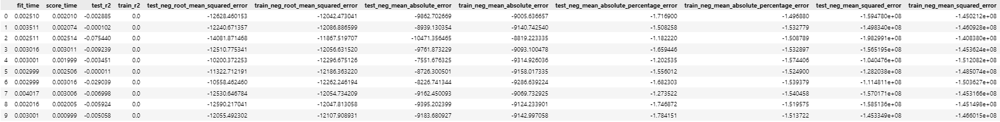 fit_time score_time test_r2 train_r2 test_neg_root_mean_squared_error train_neg_root_mean_squared_error test_neg_mean_absolute_error train_neg_mean_absolute_error test_neg_mean_absolute_percentage_error train_neg_mean_absolute_percentage_error test_neg_mean_squared_error train_neg_mean_squared_error
0 0.002510 0.002010 -0.002885 0.0 -12628.460153 -12042.473041 -9862.702669 -9005.636657 -1.716900 -1.496880 -1.594780e+08 -1.450212e+08
1 0.003511 0.002074 -0.000102 0.0 -12240.671357 -12086.886599 -8939.130354 -9140.742540 -1.508258 -1.532779 -1.498340e+08 -1.460928e+08
2 0.002511 0.002514 -0.075440 0.0 -14081.871468 -11867.519707 -10471.356465 -8819.223335 -1.182220 -1.508789 -1.982991e+08 -1.408380e+08
3 0.003016 0.003011 -0.009239 0.0 -12510.775341 -12056.631520 -9761.873229 -9093.100478 -1.659446 -1.532897 -1.565195e+08 -1.453624e+08
4 0.003001 0.001999 -0.003451 0.0 -10200.372253 -12296.675126 -7551.676325 -9314.926036 -1.202535 -1.574406 -1.040476e+08 -1.512082e+08
5 0.002999 0.002506 -0.000011 0.0 -11322.712191 -12186.363220 -8726.300501 -9158.017335 -1.556012 -1.524900 -1.282038e+08 -1.485074e+08
6 0.002999 0.003016 -0.029039 0.0 -10558.462460 -12262.246194 -8226.741344 -9286.639224 -1.682303 -1.539379 -1.114811e+08 -1.503627e+08
7 0.004017 0.003006 -0.006998 0.0 -12530.646784 -12054.734209 -9162.450093 -9069.732925 -1.273522 -1.540458 -1.570171e+08 -1.453166e+08
8 0.002016 0.002005 -0.005924 0.0 -12590.217041 -12047.813058 -9395.202399 -9124.233901 -1.746872 -1.519575 -1.585136e+08 -1.451498e+08
9 0.003001 0.000999 -0.005058 0.0 -12055.492302 -12107.908931 -9183.680927 -9142.997058 -1.784151 -1.513722 -1.453349e+08 -1.466015e+08